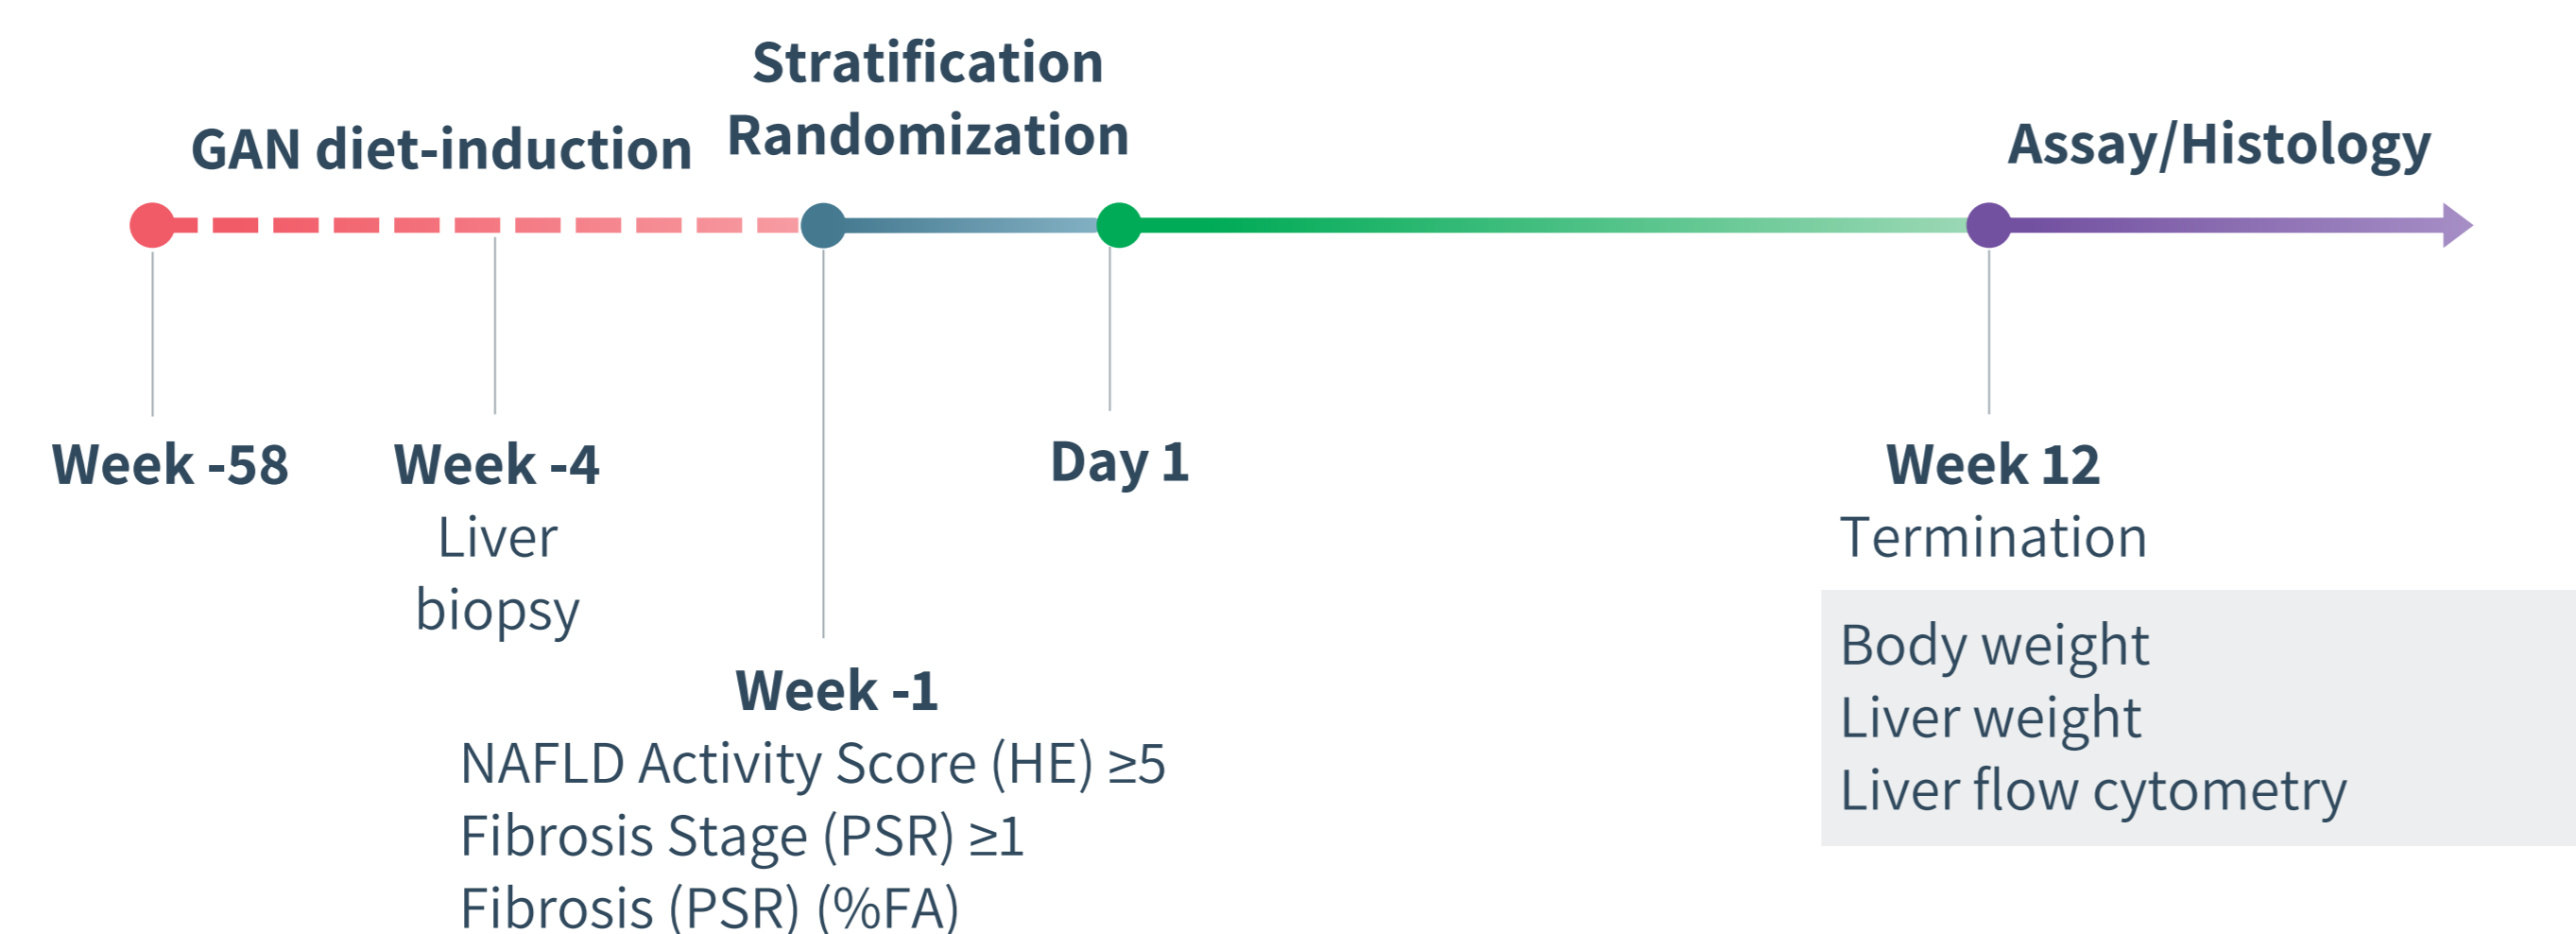 Stratification
Randomization
GAN diet-induction
Assay/Histology
Week -58
Week -4
Liver
biopsy
Week -1
NAFLD Activity Score (HE) ≥5
Fibrosis Stage (PSR) ≥1
Fibrosis (PSR) (%FA)
Day 1
Week 12
Termination
Body weight
Liver weight
Liver flow cytometry